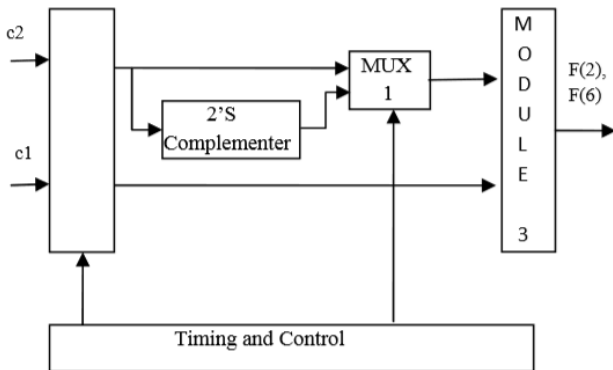 c2
c1
2'S
Complementer
MUX
1
M
O
D
U
L
E
3
F(2),
F(6)
Timing and Control